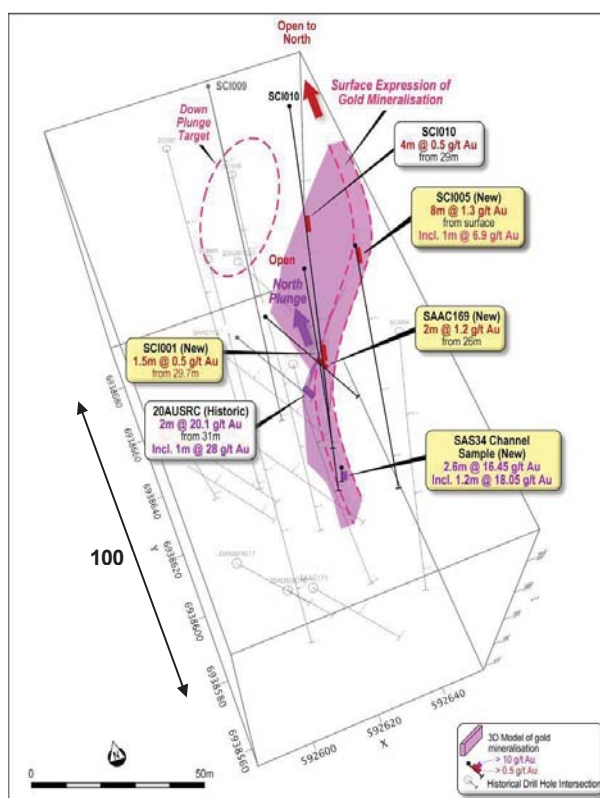 Open to
North
SCI009
SCI010
Surface Expression of
Gold Mineralisation
Down
Plunge
Target
SCI010
4m @ 0.5 g/t Au
from 29m
SCI005 (New)
8m @ 1.3 g/t Au
from surface
Incl. 1m @ 6.9 g/t Au
Open
North
Plunge
SAAC169 (New)
2m @ 1.2 g/t Au
from 26m
SCI001 (New)
1.5m @ 0.5 g/t Au
from 29.7m
20AUSRC (Historic)
2m @ 20.1 g/t Au
from 31m
Incl. 1m @ 28 g/t Au
SAS34 Channel
Sample (New)
2.6m @ 16.45 g/t Au
Incl. 1.2m @ 18.05 g/t Au
6938680
6938660
6938640
6938620
6938600
6938580
6938560
Y
100
592600
592620
592640
X
N
0
50m
3D Model of gold
mineralisation
> 10 g/t Au
> 0.5 g/t Au
Historical Drill Hole Intersection